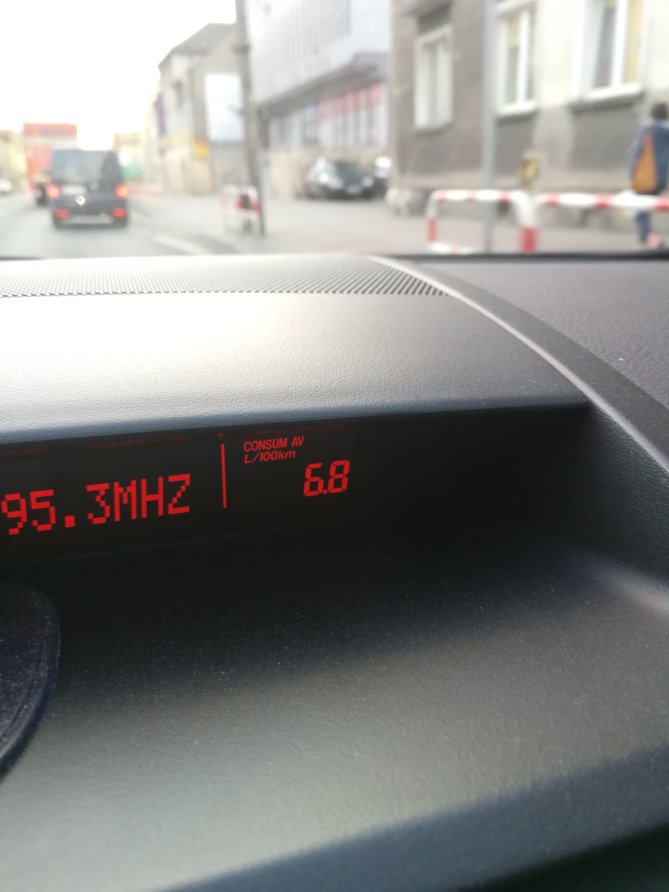 95.3MHZ
CONSUM AV
L/100km
6.8